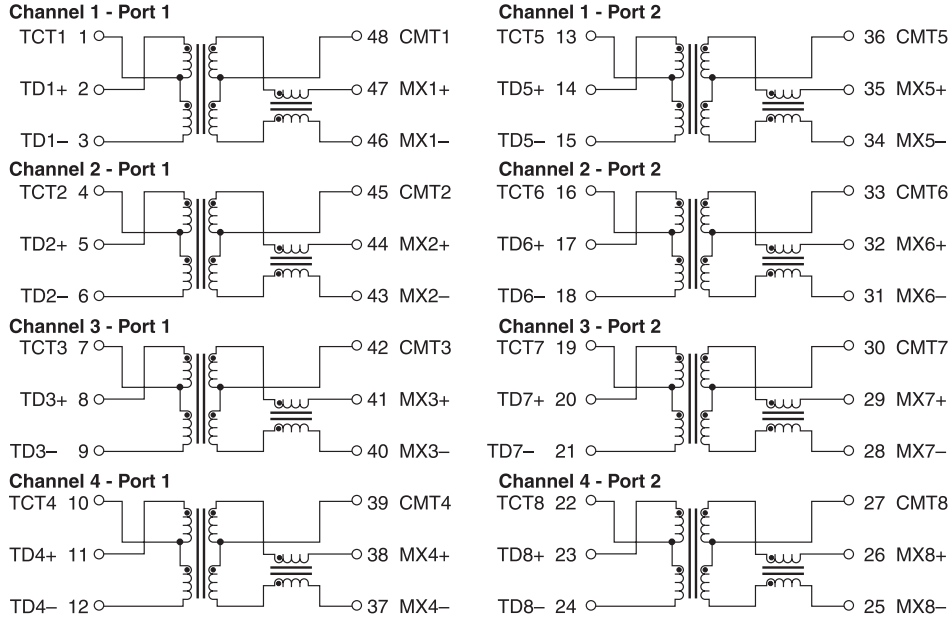 Channel 1 - Port 1
TCT1 1 48 CMT1
TD1+ 2 47 MX1+
TD1– 3 46 MX1–
Channel 2 - Port 1
TCT2 4 45 CMT2
TD2+ 5 44 MX2+
TD2– 6 43 MX2–
Channel 3 - Port 1
TCT3 7 42 CMT3
TD3+ 8 41 MX3+
TD3– 9 40 MX3–
Channel 4 - Port 1
TCT4 10 39 CMT4
TD4+ 11 38 MX4+
TD4– 12 37 MX4–
Channel 1 - Port 2
TCT5 13 36 CMT5
TD5+ 14 35 MX5+
TD5– 15 34 MX5–
Channel 2 - Port 2
TCT6 16 33 CMT6
TD6+ 17 32 MX6+
TD6– 18 31 MX6–
Channel 3 - Port 2
TCT7 19 30 CMT7
TD7+ 20 29 MX7+
TD7– 21 28 MX7–
Channel 4 - Port 2
TCT8 22 27 CMT8
TD8+ 23 26 MX8+
TD8– 24 25 MX8–